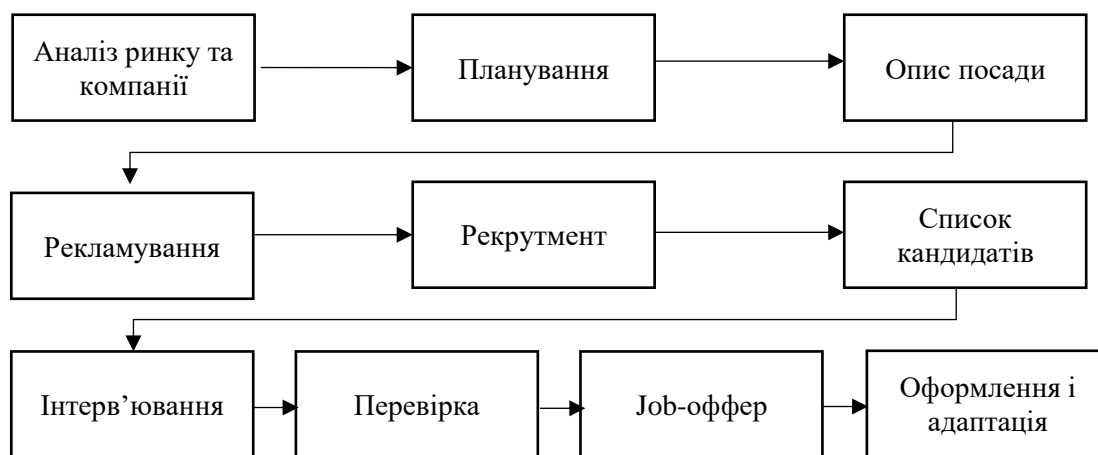 Аналіз ринку та
компанії
Планування
Опис посади
Рекламування
Рекрутмент
Список
кандидатів
Інтерв’ювання
Перевірка
Job-оффер
Оформлення і
адаптація